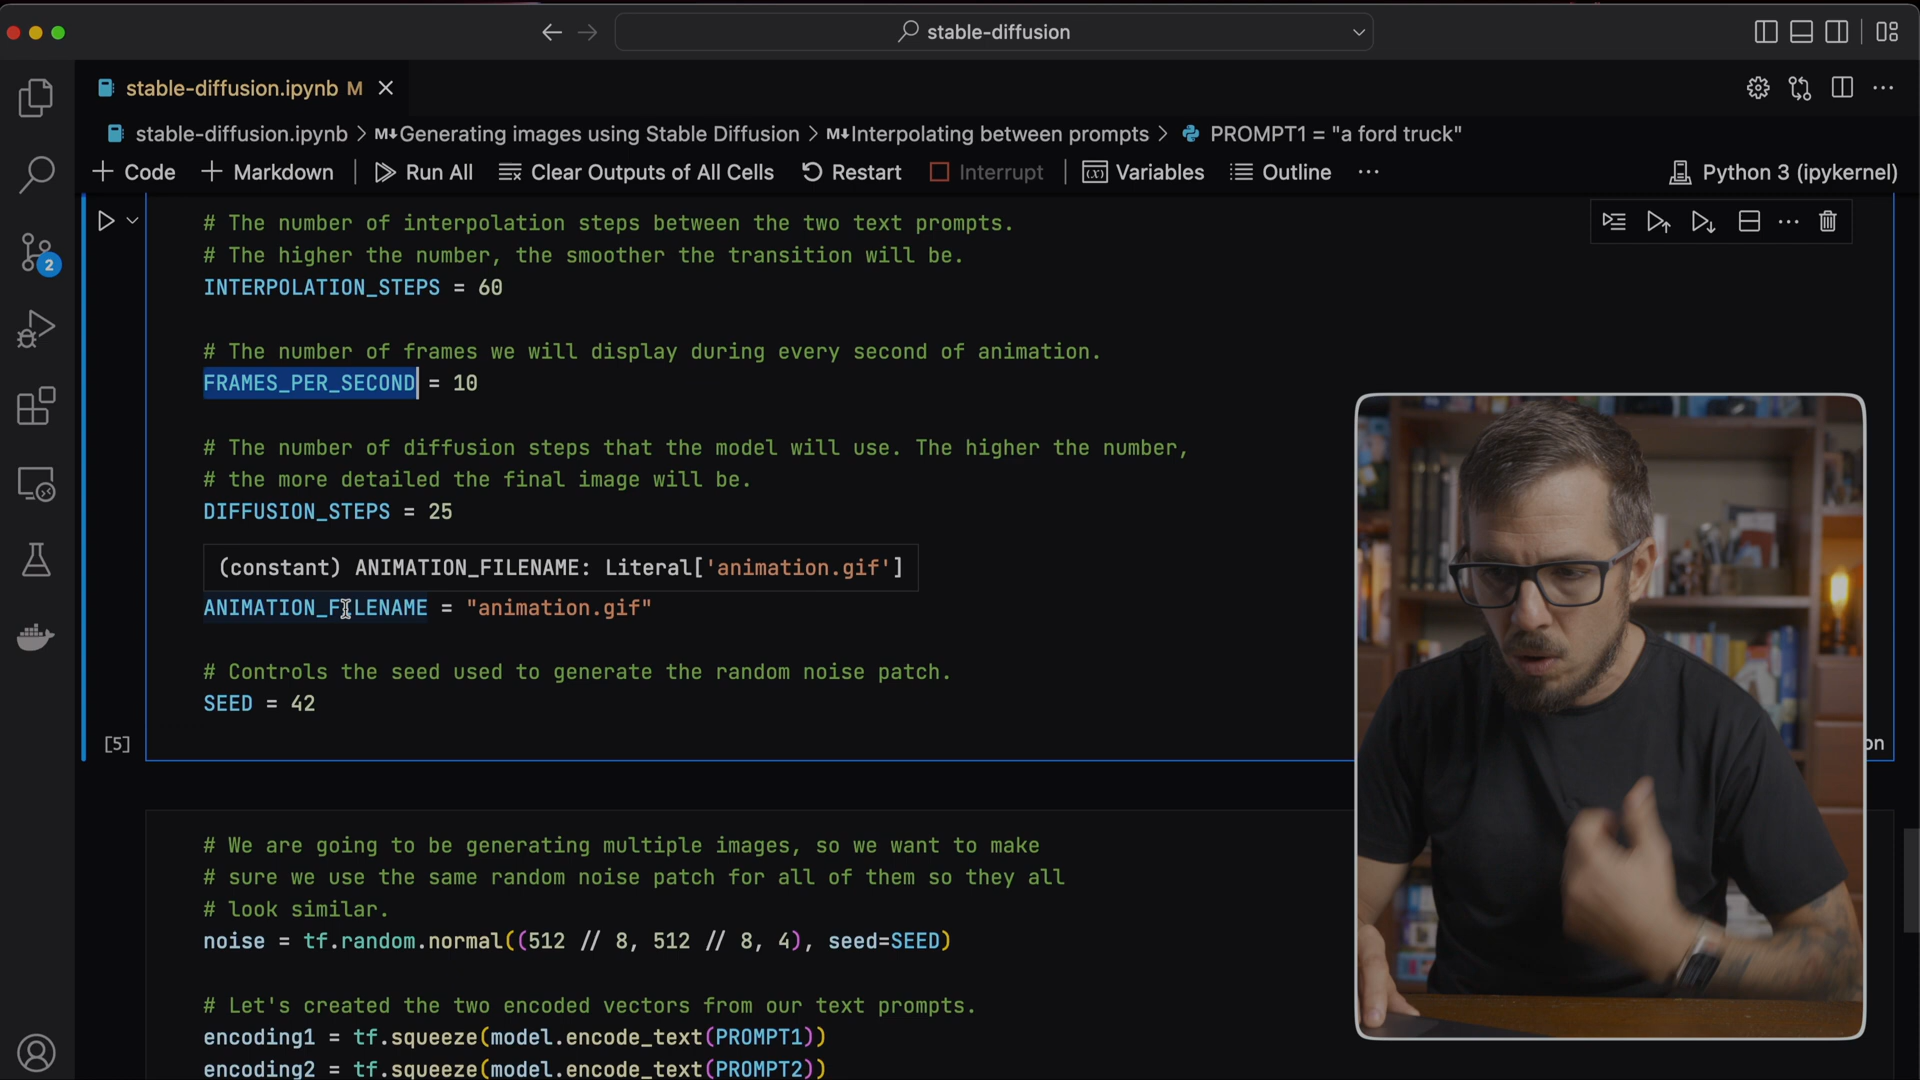 stable-diffusion
stable-diffusion.ipynb M
stable-diffusion.ipynb > M↓Generating images using Stable Diffusion > M↓Interpolating between prompts > PROMPT1 = "a ford truck"
+ Code + Markdown Run All Clear Outputs of All Cells Restart Interrupt Variables Outline ··· Python 3 (ipykernel)
# The number of interpolation steps between the two text prompts.
# The higher the number, the smoother the transition will be.
INTERPOLATION_STEPS = 60
2
# The number of frames we will display during every second of animation.
FRAMES_PER_SECOND = 10
# The number of diffusion steps that the model will use. The higher the number,
# the more detailed the final image will be.
DIFFUSION_STEPS = 25
(constant) ANIMATION_FILENAME: Literal['animation.gif']
ANIMATION_FILENAME = "animation.gif"
# Controls the seed used to generate the random noise patch.
SEED = 42
[5]
on
# We are going to be generating multiple images, so we want to make
# sure we use the same random noise patch for all of them so they all
# look similar.
noise = tf.random.normal((512 // 8, 512 // 8, 4), seed=SEED)
# Let's created the two encoded vectors from our text prompts.
encoding1 = tf.squeeze(model.encode_text(PROMPT1))
encoding2 = tf.squeeze(model.encode_text(PROMPT2))